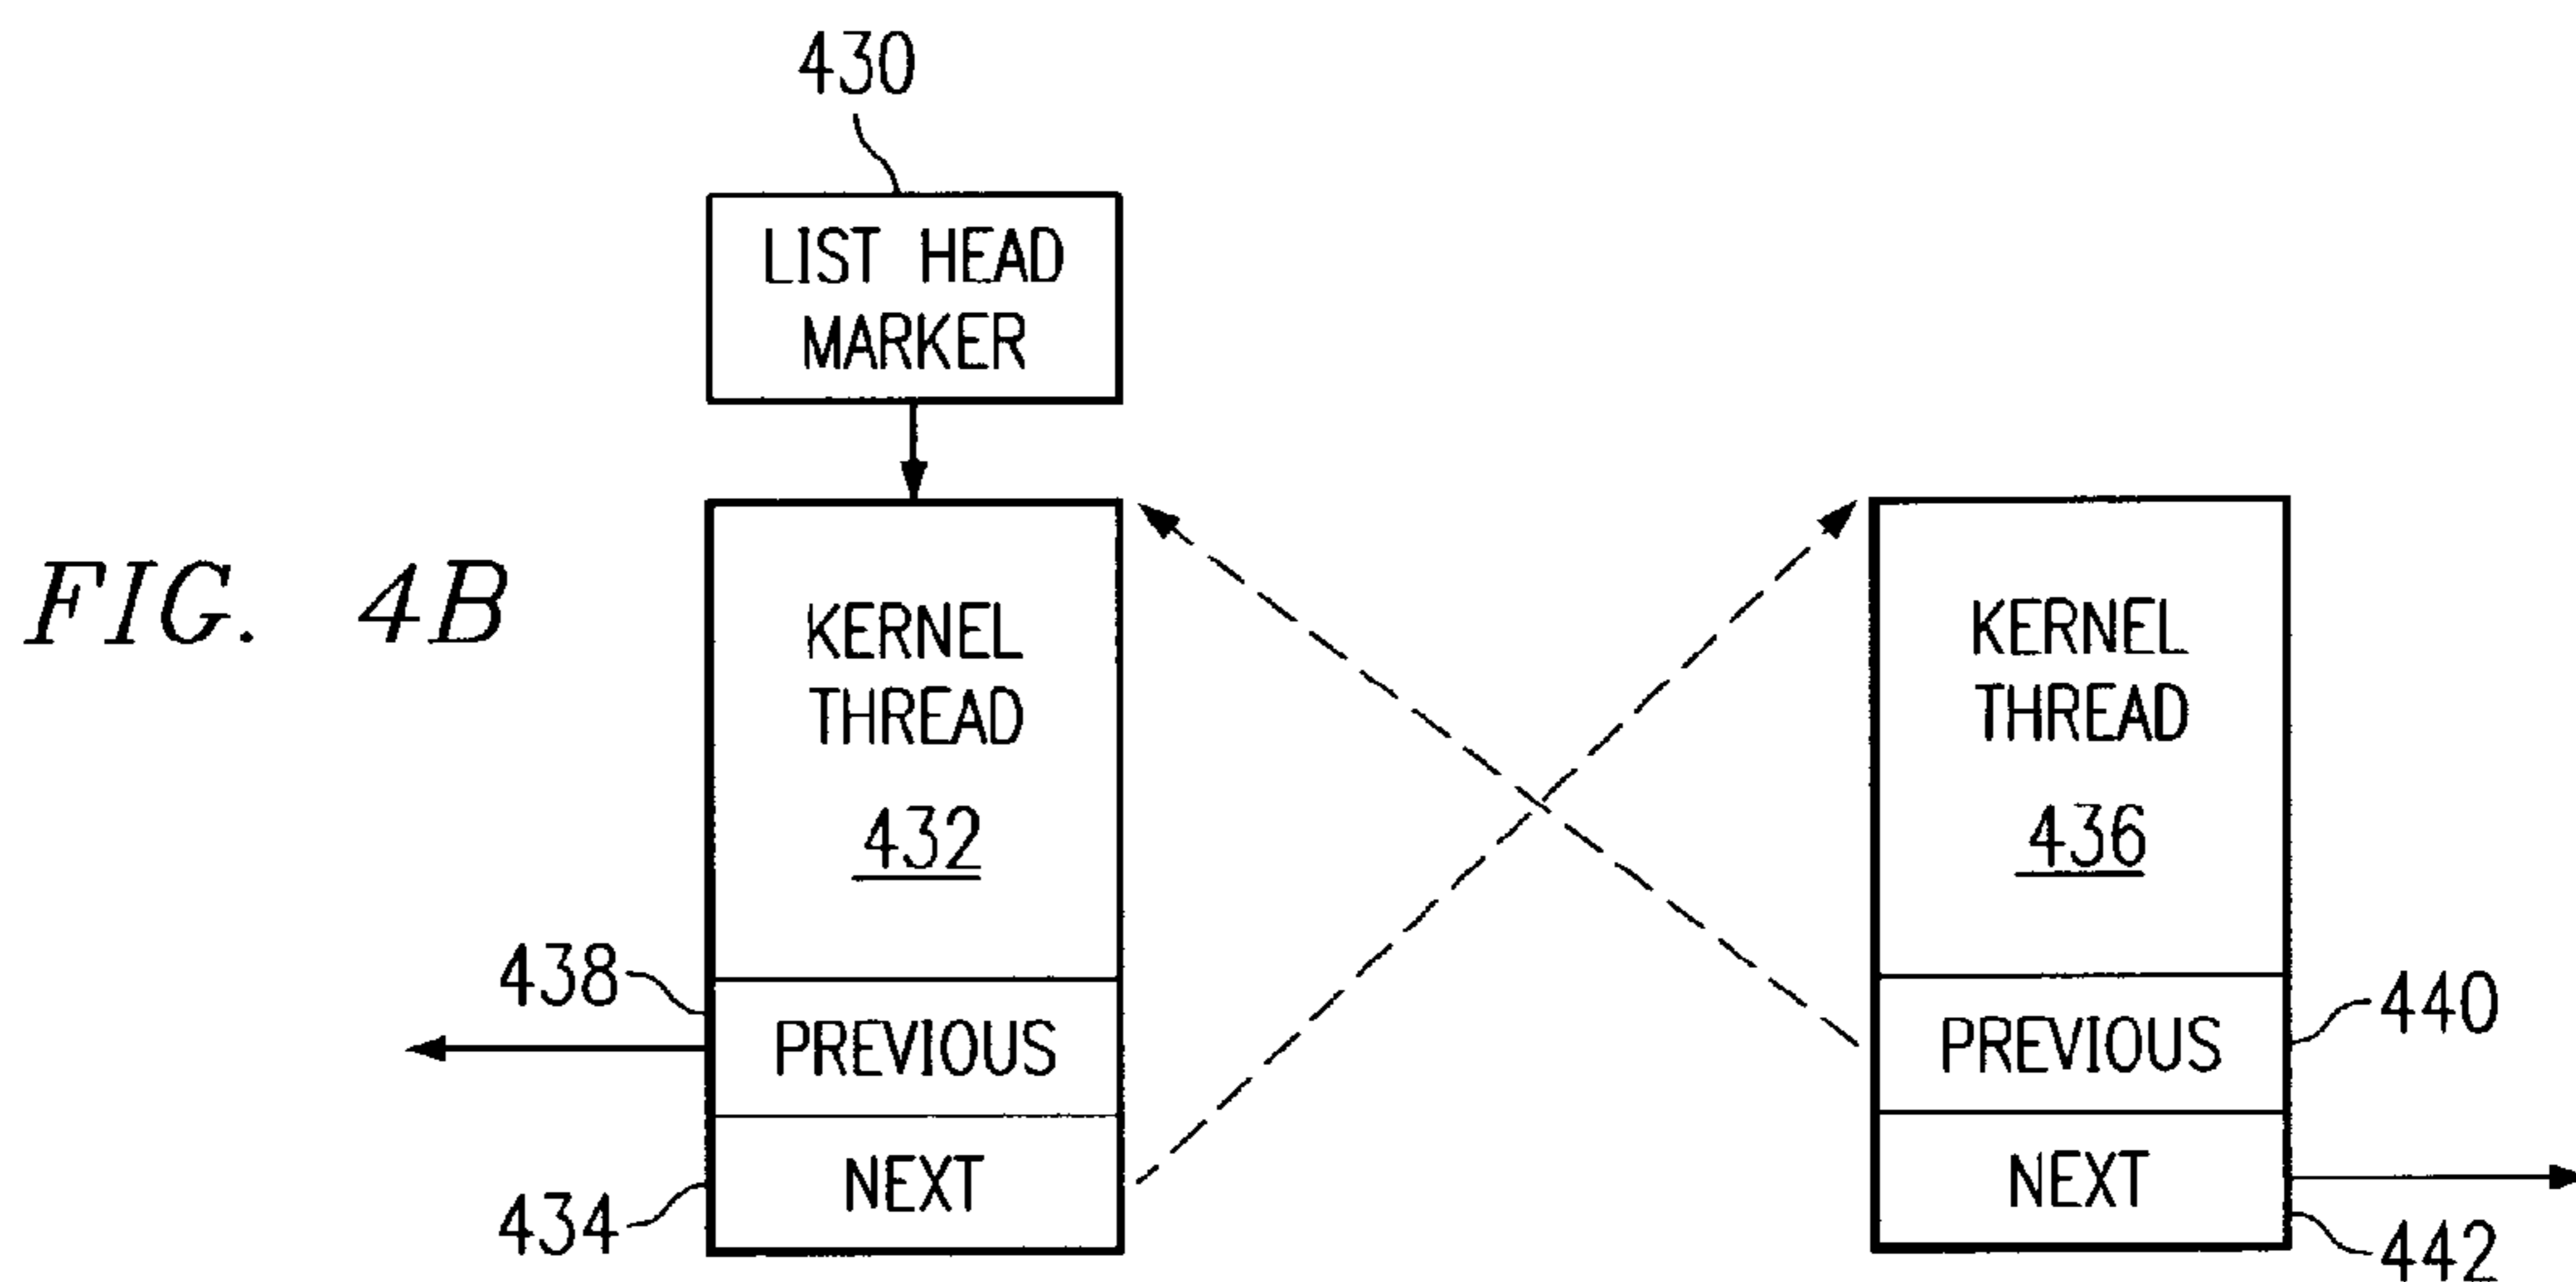 430
LIST HEAD
MARKER
FIG. 4B
KERNEL
THREAD
432
KERNEL
THREAD
436
438
PREVIOUS
434
NEXT
PREVIOUS
440
NEXT
442